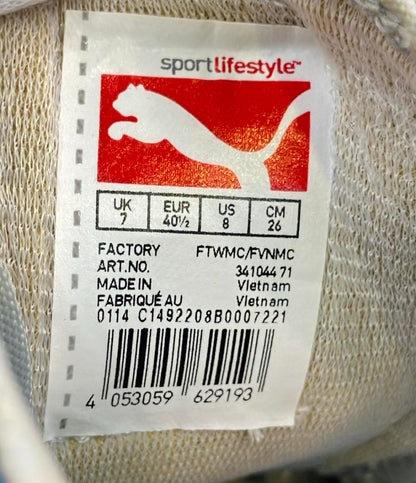 sportlifestyle™
UK EUR US CM
7 40½ 8 26
FACTORY FTWMC/FVNMC
ART.NO. 341044 71
MADE IN Vietnam
FABRIQUÉ AU Vietnam
0114 C1492208B0007221
4 053059 629193